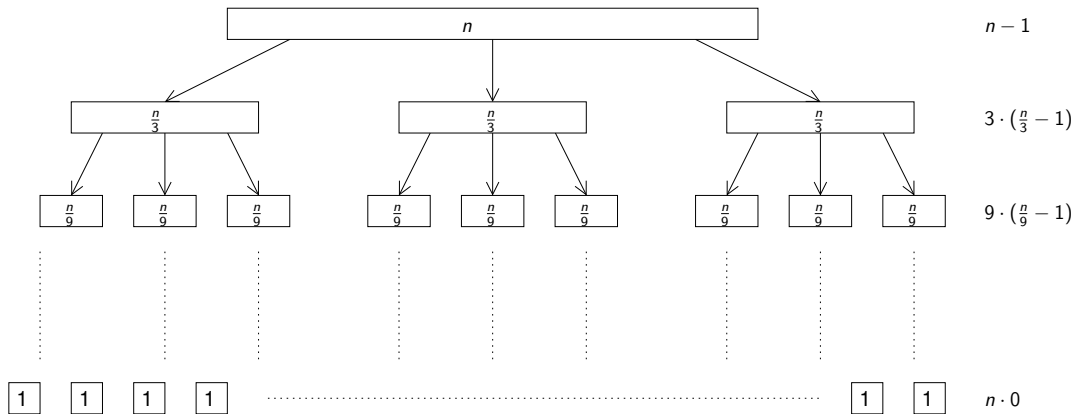 n n − 1
n/3 n/3 n/3 3 · (n/3 − 1)
n/9 n/9 n/9 n/9 n/9 n/9 n/9 n/9 n/9 9 · (n/9 − 1)
1 1 1 1 1 1 n · 0